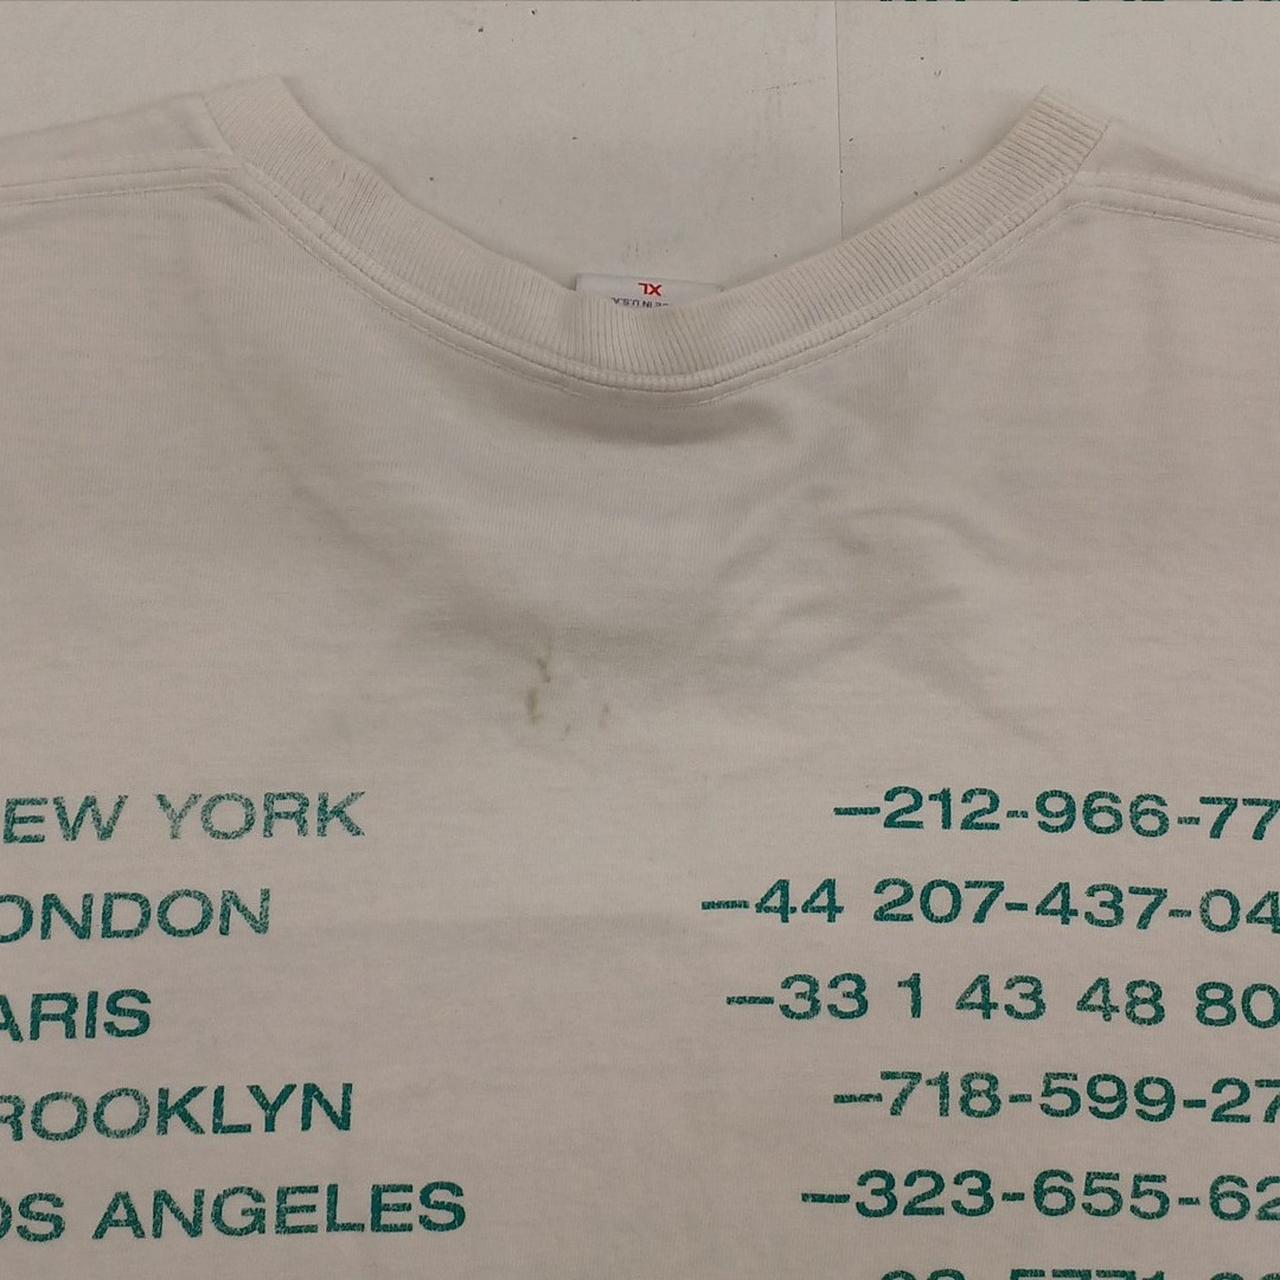 XL
EW YORK –212-966-77
ONDON –44 207-437-04
ARIS –33 1 43 48 80
ROOKLYN –718-599-27
OS ANGELES –323-655-62